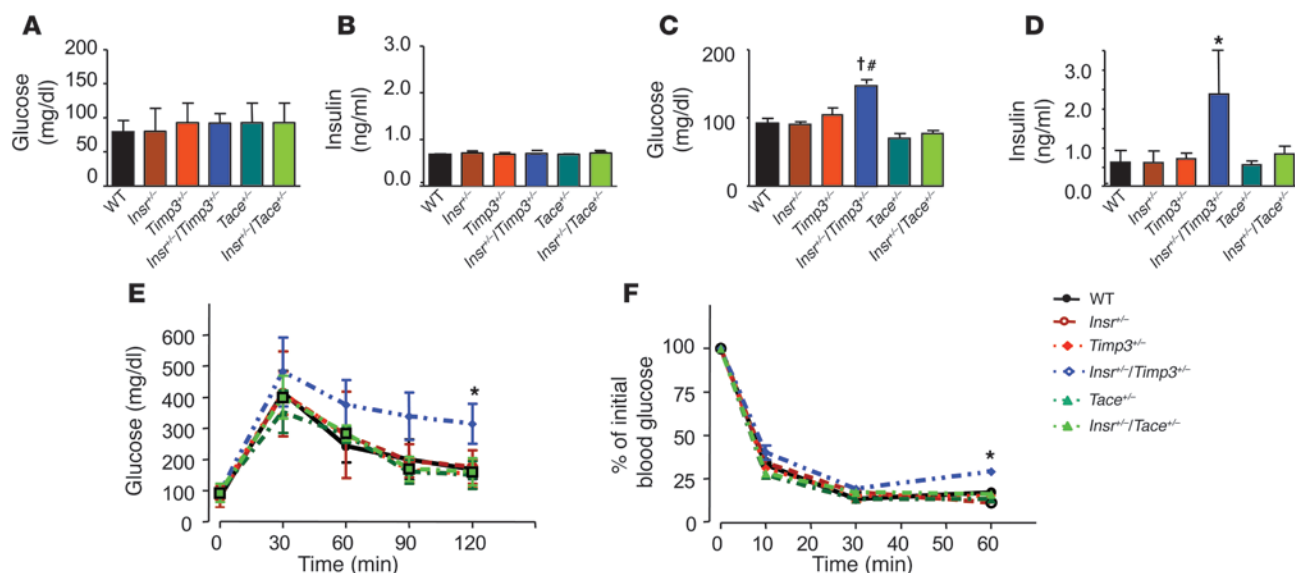 A
Glucose
(mg/dl)
200
150
100
50
0
WT
Insr+/–
Timp3+/–
Insr+/–/Timp3+/–
Tace+/–
Insr+/–/Tace+/–
B
Insulin
(ng/ml)
3.0
2.0
1.0
0.0
WT
Insr+/–
Timp3+/–
Insr+/–/Timp3+/–
Tace+/–
Insr+/–/Tace+/–
C
Glucose
(mg/dl)
200
100
0
†#
WT
Insr+/–
Timp3+/–
Insr+/–/Timp3+/–
Tace+/–
Insr+/–/Tace+/–
D
Insulin
(ng/ml)
3.0
2.0
1.0
0.0
*
WT
Insr+/–
Timp3+/–
Insr+/–/Timp3+/–
Tace+/–
Insr+/–/Tace+/–
E
Glucose (mg/dl)
600
500
400
300
200
100
0
*
0 30 60 90 120
Time (min)
F
% of initial
blood glucose
100
75
50
25
0
*
0 10 20 30 40 50 60
Time (min)
WT
Insr+/–
Timp3+/–
Insr+/–/Timp3+/–
Tace+/–
Insr+/–/Tace+/–